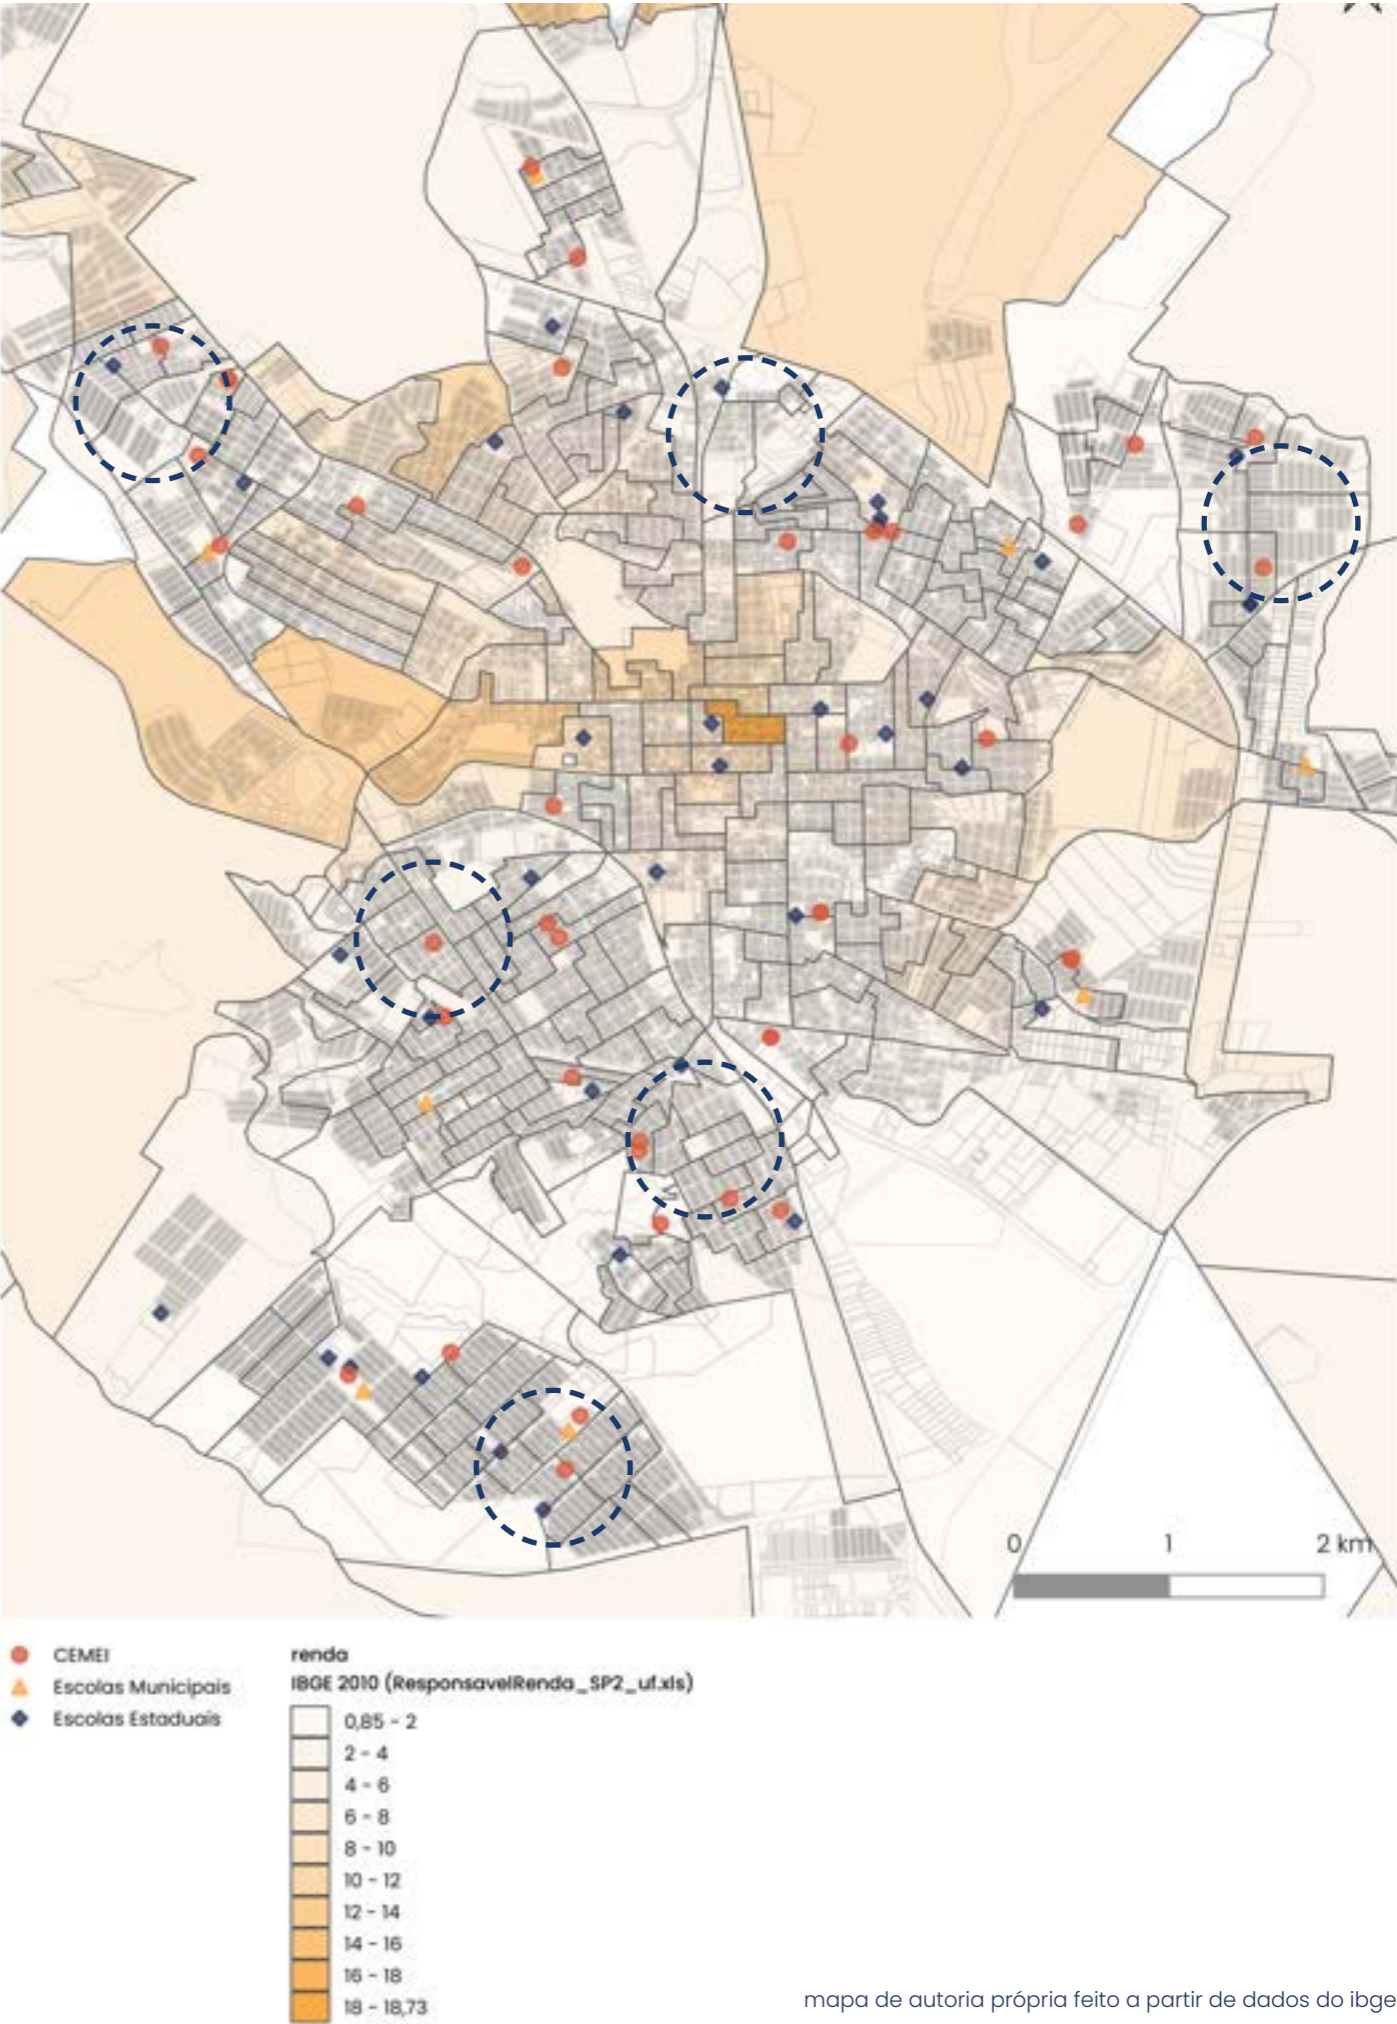 0 1 2 km
CEMEI
Escolas Municipais
Escolas Estaduais
renda
IBGE 2010 (ResponsavelRenda_SP2_uf.xls)
0,85 - 2
2 - 4
4 - 6
6 - 8
8 - 10
10 - 12
12 - 14
14 - 16
16 - 18
18 - 18,73
mapa de autoria própria feito a partir de dados do ibge